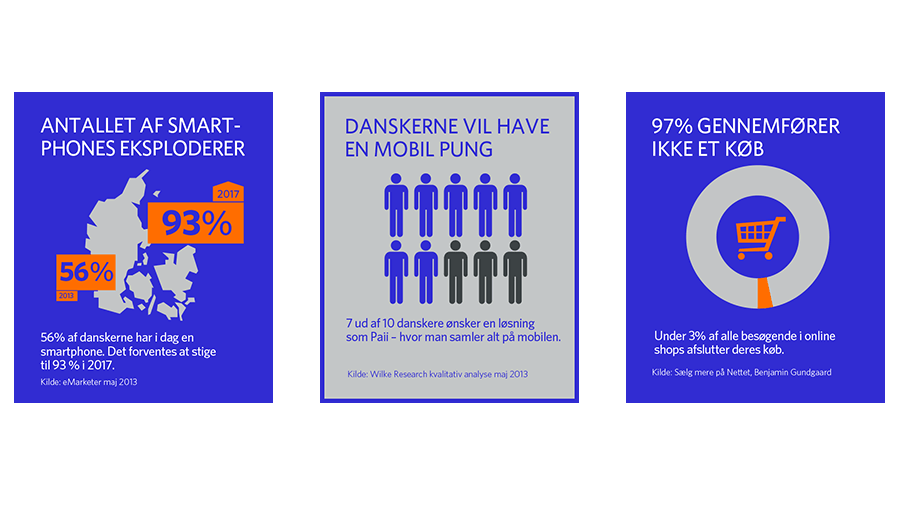 ANTALLET AF SMART-
PHONES EKSPLODERER
2017
93%
56%
2013
56% af danskerne har i dag en
smartphone. Det forventes at stige
til 93 % i 2017.
Kilde: eMarketer maj 2013
DANSKERNE VIL HAVE
EN MOBIL PUNG
7 ud af 10 danskere ønsker en løsning
som Paii – hvor man samler alt på mobilen.
Kilde: Wilke Research kvalitativ analyse maj 2013
97% GENNEMFØRER
IKKE ET KØB
Under 3% af alle besøgende i online
shops afslutter deres køb.
Kilde: Sælg mere på Nettet, Benjamin Gundgaard